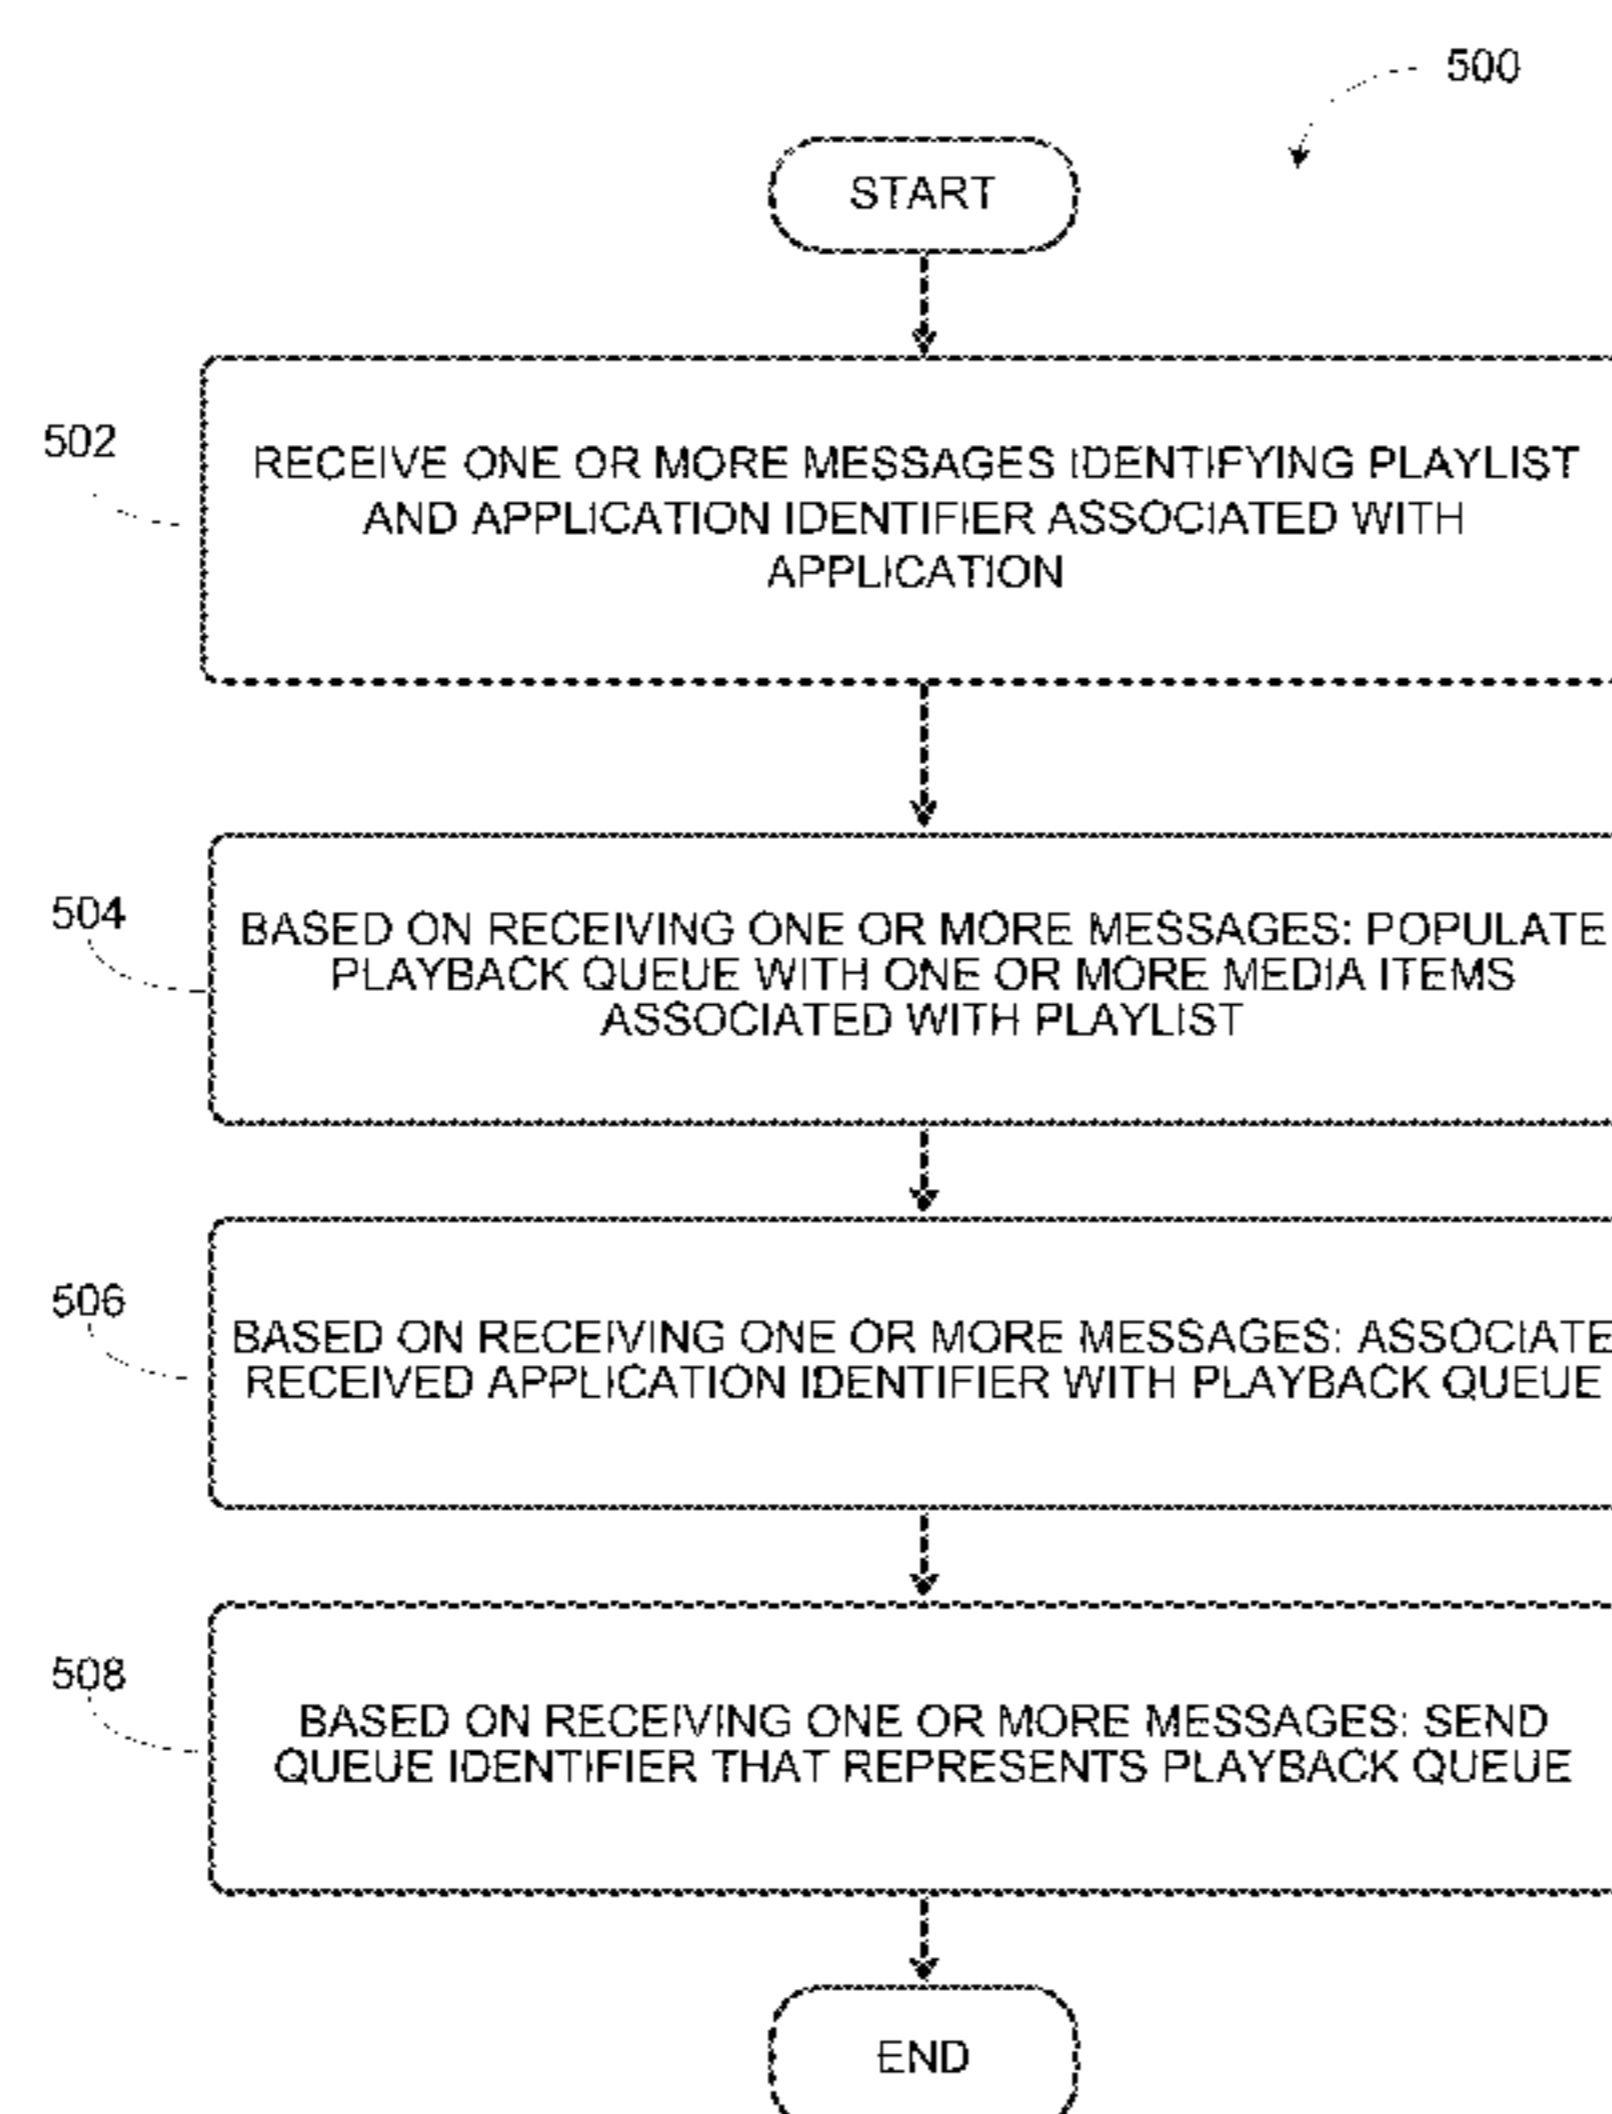 500
START
502
RECEIVE ONE OR MORE MESSAGES IDENTIFYING PLAYLIST
AND APPLICATION IDENTIFIER ASSOCIATED WITH
APPLICATION
504
BASED ON RECEIVING ONE OR MORE MESSAGES: POPULATE
PLAYBACK QUEUE WITH ONE OR MORE MEDIA ITEMS
ASSOCIATED WITH PLAYLIST
506
BASED ON RECEIVING ONE OR MORE MESSAGES: ASSOCIATE
RECEIVED APPLICATION IDENTIFIER WITH PLAYBACK QUEUE
508
BASED ON RECEIVING ONE OR MORE MESSAGES: SEND
QUEUE IDENTIFIER THAT REPRESENTS PLAYBACK QUEUE
END